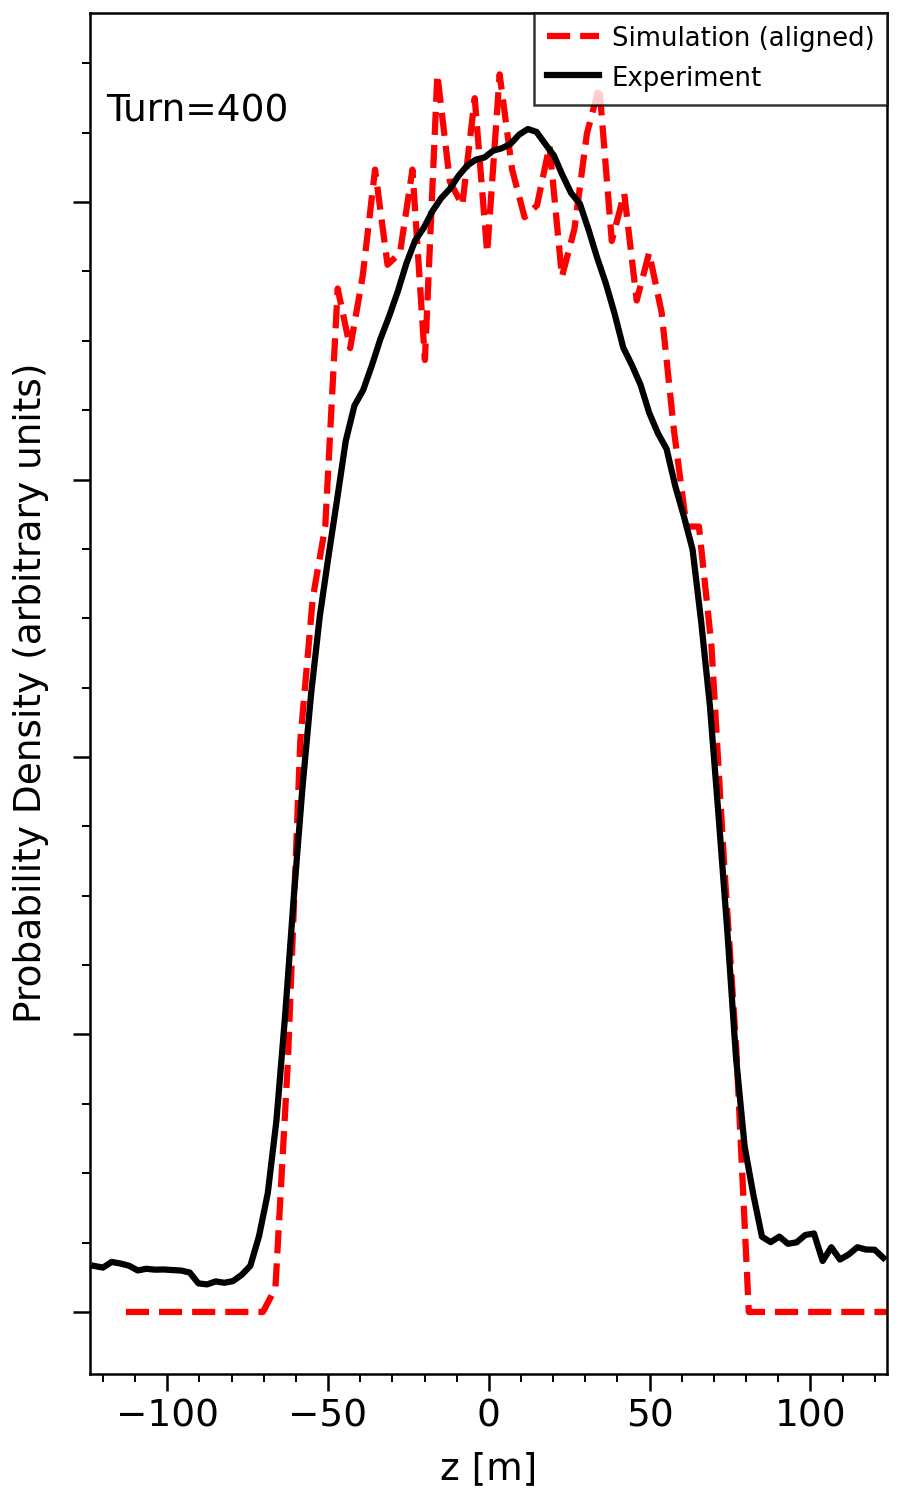 Simulation (aligned)
Experiment
Turn=400
Probability Density (arbitrary units)
−100 −50 0 50 100
z [m]